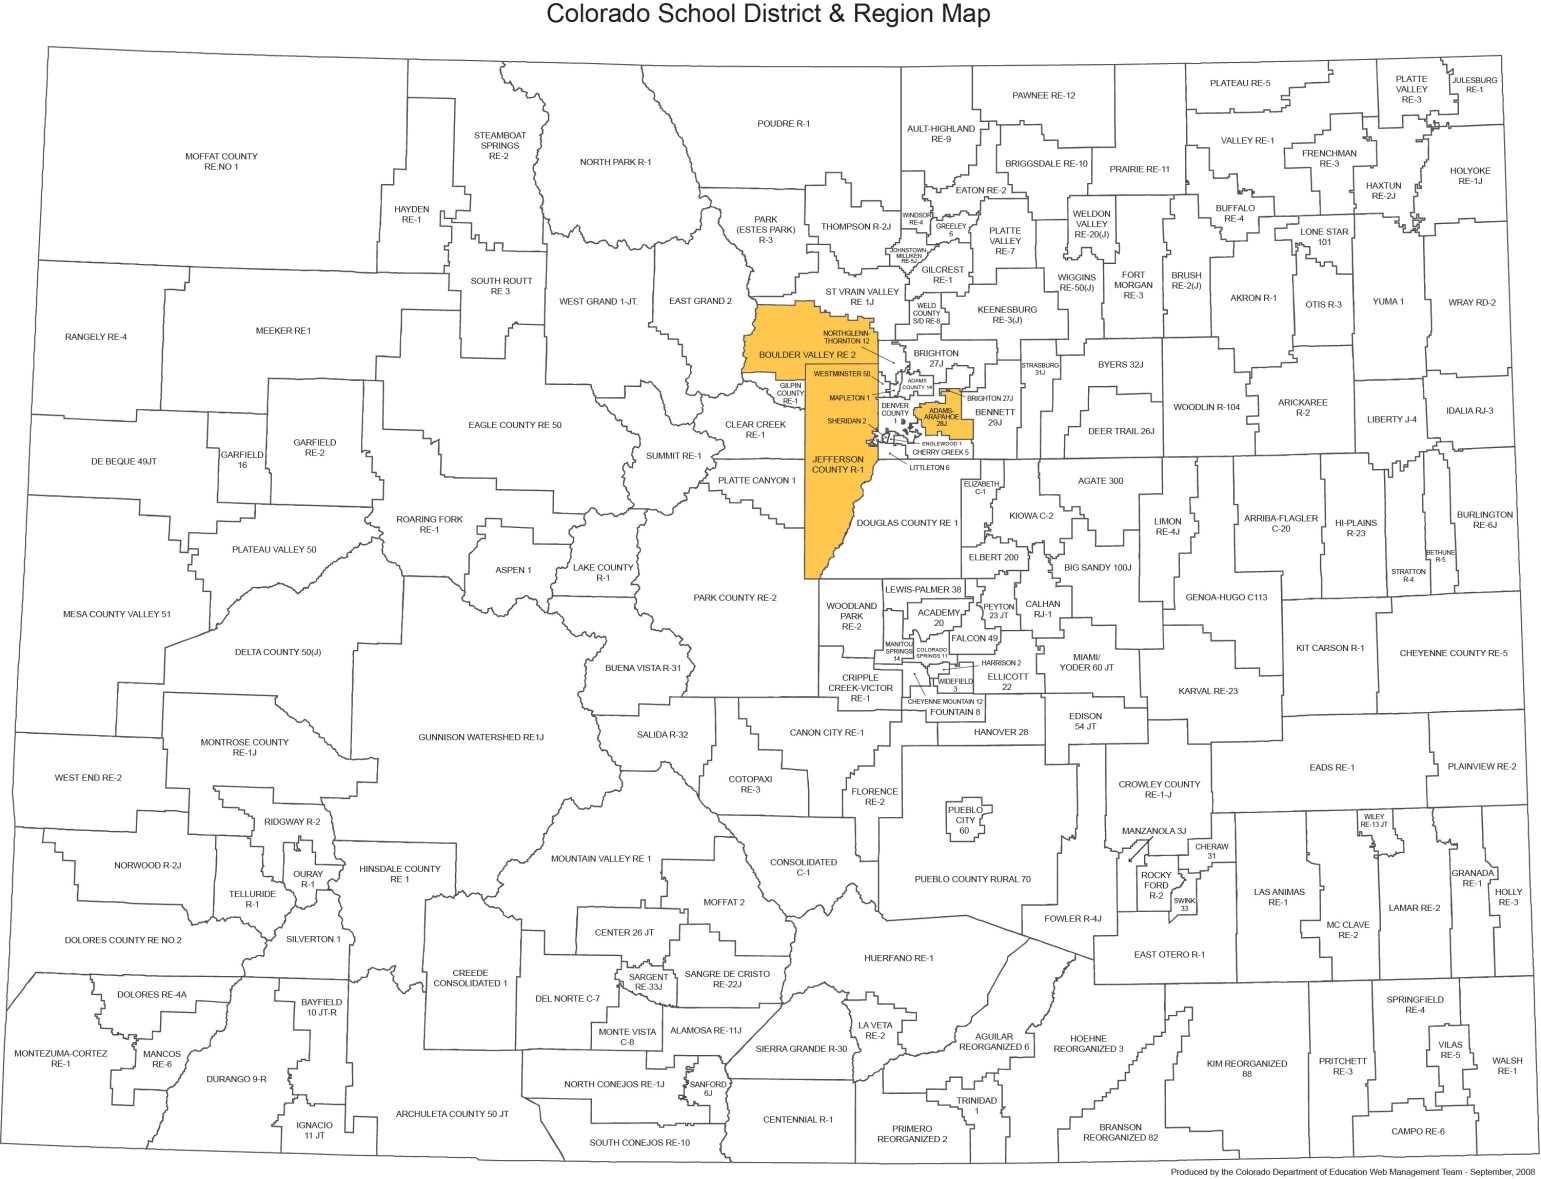 Colorado School District & Region Map
MOFFAT COUNTY
RE:NO 1
HAYDEN
RE-1
STEAMBOAT
SPRINGS
RE-2
NORTH PARK R-1
POUDRE R-1
AULT-HIGHLAND
RE-9
PAWNEE RE-12
BRIGGSDALE RE-10
PRAIRIE RE-11
PLATEAU RE-5
VALLEY RE-1
FRENCHMAN
RE-3
PLATTE
VALLEY
RE-3
JULESBURG
RE-1
HOLYOKE
RE-1J
HAXTUN
RE-2J
BUFFALO
RE-4
LONE STAR
101
EATON RE-2
WINDSOR
RE-4
GREELEY
6
PLATTE
VALLEY
RE-7
WELDON
VALLEY
RE-20(J)
PARK
(ESTES PARK)
R-3
THOMPSON R-2J
JOHNSTOWN-
MILLIKEN
RE-5J
GILCREST
RE-1
WIGGINS
RE-50(J)
FORT
MORGAN
RE-3
BRUSH
RE-2(J)
AKRON R-1
OTIS R-3
YUMA 1
WRAY RD-2
SOUTH ROUTT
RE 3
WEST GRAND 1-JT.
EAST GRAND 2
ST VRAIN VALLEY
RE 1J
WELD
COUNTY
S/D RE-8
KEENESBURG
RE-3(J)
RANGELY RE-4
MEEKER RE1
NORTHGLENN-
THORNTON 12
BOULDER VALLEY RE 2
BRIGHTON
27J
STRASBURG
31J
BYERS 32J
WESTMINSTER 50
ADAMS
COUNTY 14
GILPIN
COUNTY
RE-1
MAPLETON 1
BRIGHTON 27J
DENVER
COUNTY
1
ADAMS-
ARAPAHOE
28J
BENNETT
29J
WOODLIN R-104
ARICKAREE
R-2
LIBERTY J-4
IDALIA RJ-3
CLEAR CREEK
RE-1
SHERIDAN 2
DEER TRAIL 26J
ENGLEWOOD 1
CHERRY CREEK 5
LITTLETON 6
JEFFERSON
COUNTY R-1
EAGLE COUNTY RE 50
SUMMIT RE-1
GARFIELD
RE-2
GARFIELD
16
DE BEQUE 49JT
PLATTE CANYON 1
ELIZABETH
C-1
AGATE 300
KIOWA C-2
DOUGLAS COUNTY RE 1
LIMON
RE-4J
ARRIBA-FLAGLER
C-20
HI-PLAINS
R-23
BURLINGTON
RE-6J
BETHUNE
R-5
STRATTON
R-4
ROARING FORK
RE-1
PLATEAU VALLEY 50
ASPEN 1
LAKE COUNTY
R-1
ELBERT 200
BIG SANDY 100J
PARK COUNTY RE-2
MESA COUNTY VALLEY 51
WOODLAND
PARK
RE-2
LEWIS-PALMER 38
ACADEMY
20
PEYTON
23 JT
CALHAN
RJ-1
GENOA-HUGO C113
FALCON 49
MANITOU
SPRINGS
14
COLORADO
SPRINGS 11
DELTA COUNTY 50(J)
BUENA VISTA R-31
HARRISON 2
MIAMI/
YODER 60 JT
KIT CARSON R-1
CHEYENNE COUNTY RE-5
CRIPPLE
CREEK-VICTOR
RE-1
WIDEFIELD
3
ELLICOTT
22
KARVAL RE-23
CHEYENNE MOUNTAIN 12
FOUNTAIN 8
EDISON
54 JT
HANOVER 28
MONTROSE COUNTY
RE-1J
GUNNISON WATERSHED RE1J
SALIDA R-32
CANON CITY RE-1
WEST END RE-2
COTOPAXI
RE-3
FLORENCE
RE-2
EADS RE-1
PLAINVIEW RE-2
CROWLEY COUNTY
RE-1-J
PUEBLO
CITY
60
RIDGWAY R-2
WILEY
RE-13 JT
MANZANOLA 3J
CHERAW
31
NORWOOD R-2J
TELLURIDE
R-1
OURAY
R-1
HINSDALE COUNTY
RE 1
MOUNTAIN VALLEY RE 1
CONSOLIDATED
C-1
PUEBLO COUNTY RURAL 70
ROCKY
FORD
R-2
SWINK
33
LAS ANIMAS
RE-1
GRANADA
RE-1
HOLLY
RE-3
LAMAR RE-2
MC CLAVE
RE-2
MOFFAT 2
FOWLER R-4J
DOLORES COUNTY RE NO.2
SILVERTON 1
CENTER 26 JT
EAST OTERO R-1
HUERFANO RE-1
CREEDE
CONSOLIDATED 1
SARGENT
RE-33J
SANGRE DE CRISTO
RE-22J
DEL NORTE C-7
DOLORES RE-4A
BAYFIELD
10 JT-R
SPRINGFIELD
RE-4
MONTE VISTA
C-8
ALAMOSA RE-11J
LA VETA
RE-2
AGUILAR
REORGANIZED 6
HOEHNE
REORGANIZED 3
SIERRA GRANDE R-30
MONTEZUMA-CORTEZ
RE-1
MANCOS
RE-6
KIM REORGANIZED
88
PRITCHETT
RE-3
VILAS
RE-5
WALSH
RE-1
DURANGO 9-R
NORTH CONEJOS RE-1J
SANFORD
6J
TRINIDAD
1
ARCHULETA COUNTY 50 JT
CENTENNIAL R-1
IGNACIO
11 JT
SOUTH CONEJOS RE-10
PRIMERO
REORGANIZED 2
BRANSON
REORGANIZED 82
CAMPO RE-6
Produced by the Colorado Department of Education Web Management Team - September, 2008